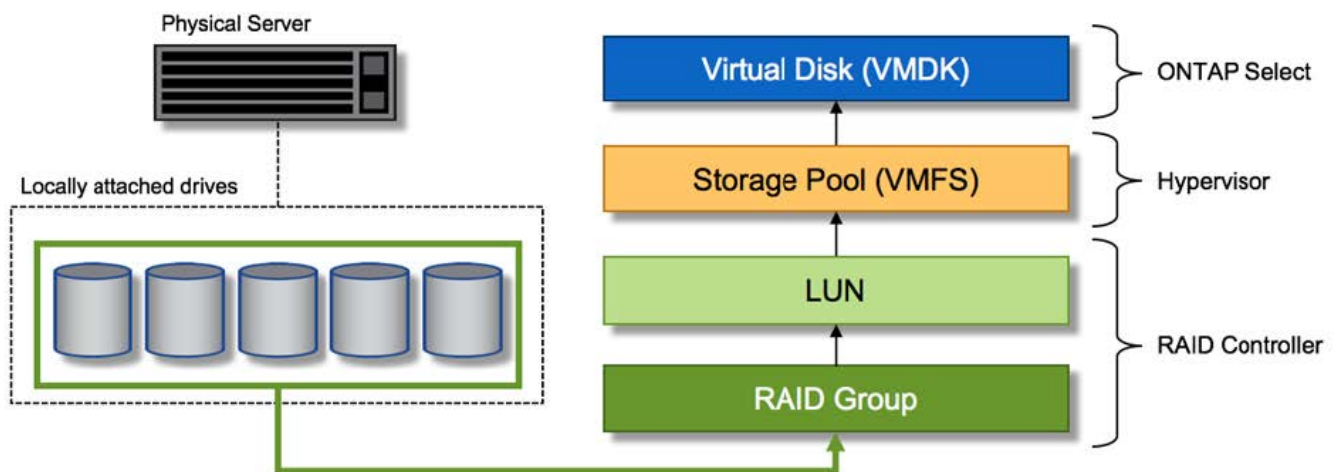 Physical Server
Locally attached drives
Virtual Disk (VMDK)
ONTAP Select
Storage Pool (VMFS)
Hypervisor
LUN
RAID Controller
RAID Group